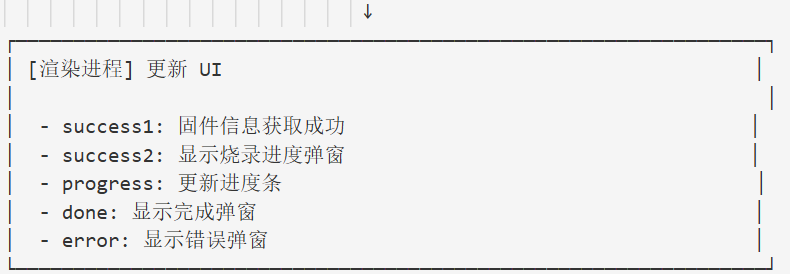 ↓
[渲染进程] 更新 UI
- success1: 固件信息获取成功
- success2: 显示烧录进度弹窗
- progress: 更新进度条
- done: 显示完成弹窗
- error: 显示错误弹窗